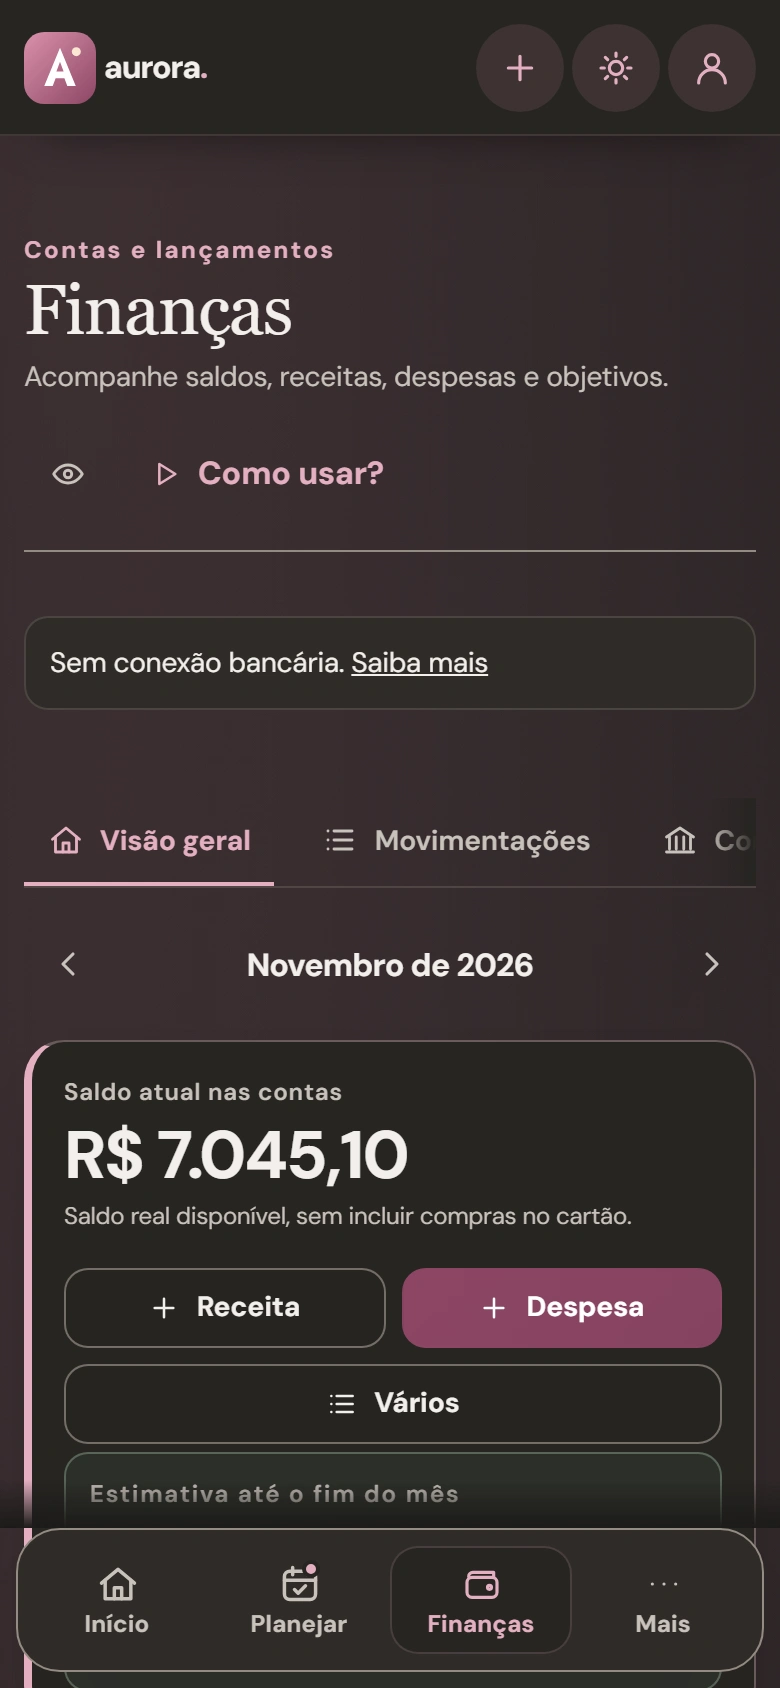 A
aurora.
Contas e lançamentos
Finanças
Acompanhe saldos, receitas, despesas e objetivos.
Como usar?
Sem conexão bancária. Saiba mais
Visão geral
Movimentações
Co
Novembro de 2026
Saldo atual nas contas
R$ 7.045,10
Saldo real disponível, sem incluir compras no cartão.
+ Receita
+ Despesa
Vários
Estimativa até o fim do mês
Início
Planejar
Finanças
Mais